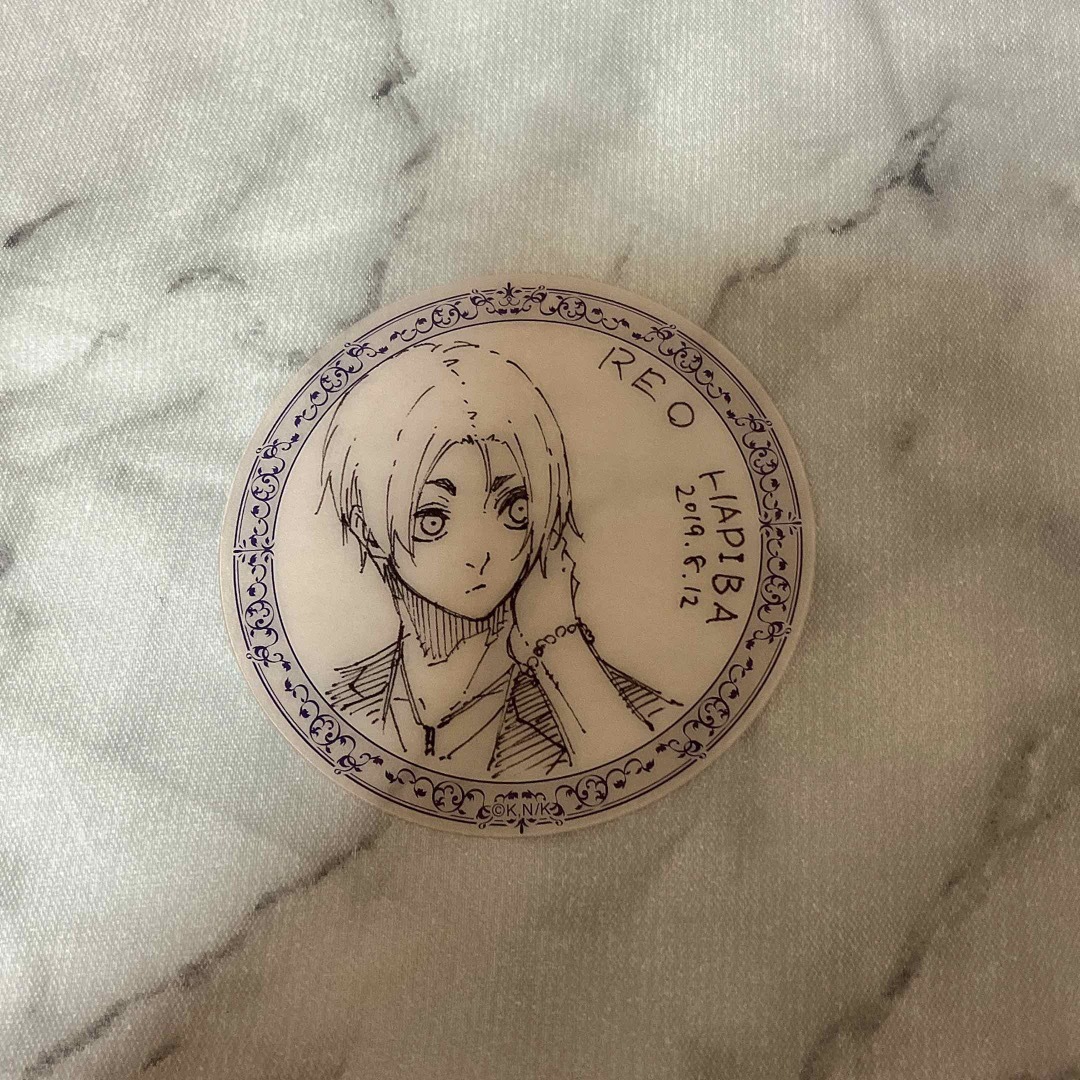 REO
HAPIBA
2019.8.12
©K,N/K